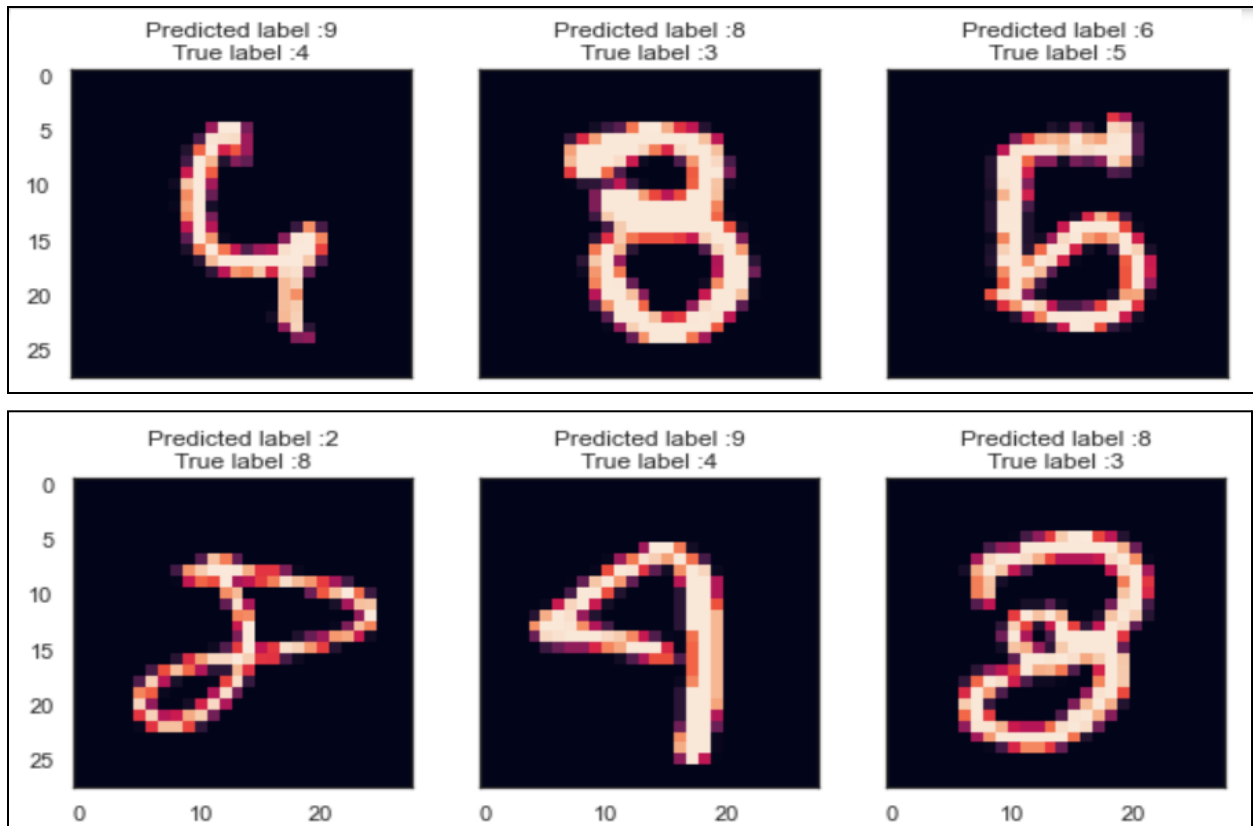 Predicted label :9
True label :4
Predicted label :8
True label :3
Predicted label :6
True label :5
0
5
10
15
20
25
Predicted label :2
True label :8
Predicted label :9
True label :4
Predicted label :8
True label :3
0
5
10
15
20
25
0 10 20
0 10 20
0 10 20